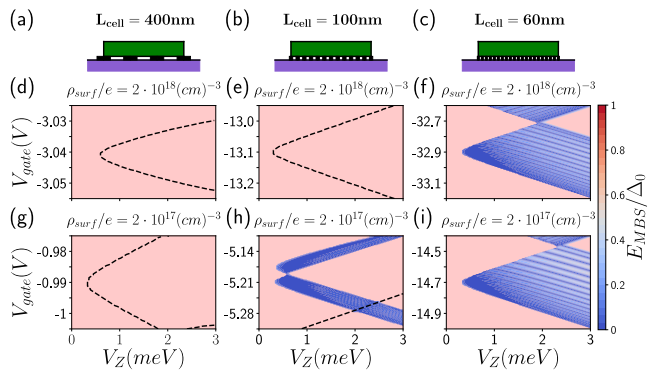 (a) L_cell = 400nm (b) L_cell = 100nm (c) L_cell = 60nm
(d) (e) (f)
ρ_surf/e = 2 · 10^18(cm)^−3 ρ_surf/e = 2 · 10^18(cm)^−3 ρ_surf/e = 2 · 10^18(cm)^−3
V_gate(V)
-3.03
-3.04
-3.05
-13.0
-13.1
-13.2
-32.7
-32.9
-33.1
(g) (h) (i)
ρ_surf/e = 2 · 10^17(cm)^−3 ρ_surf/e = 2 · 10^17(cm)^−3 ρ_surf/e = 2 · 10^17(cm)^−3
V_gate(V)
-0.98
-0.99
-1
-5.14
-5.21
-5.28
-14.5
-14.7
-14.9
0 1 2 3 0 1 2 3 0 1 2 3
V_Z(meV) V_Z(meV) V_Z(meV)
1
0.8
0.6
0.4
0.2
0
E_MBS/Δ_0